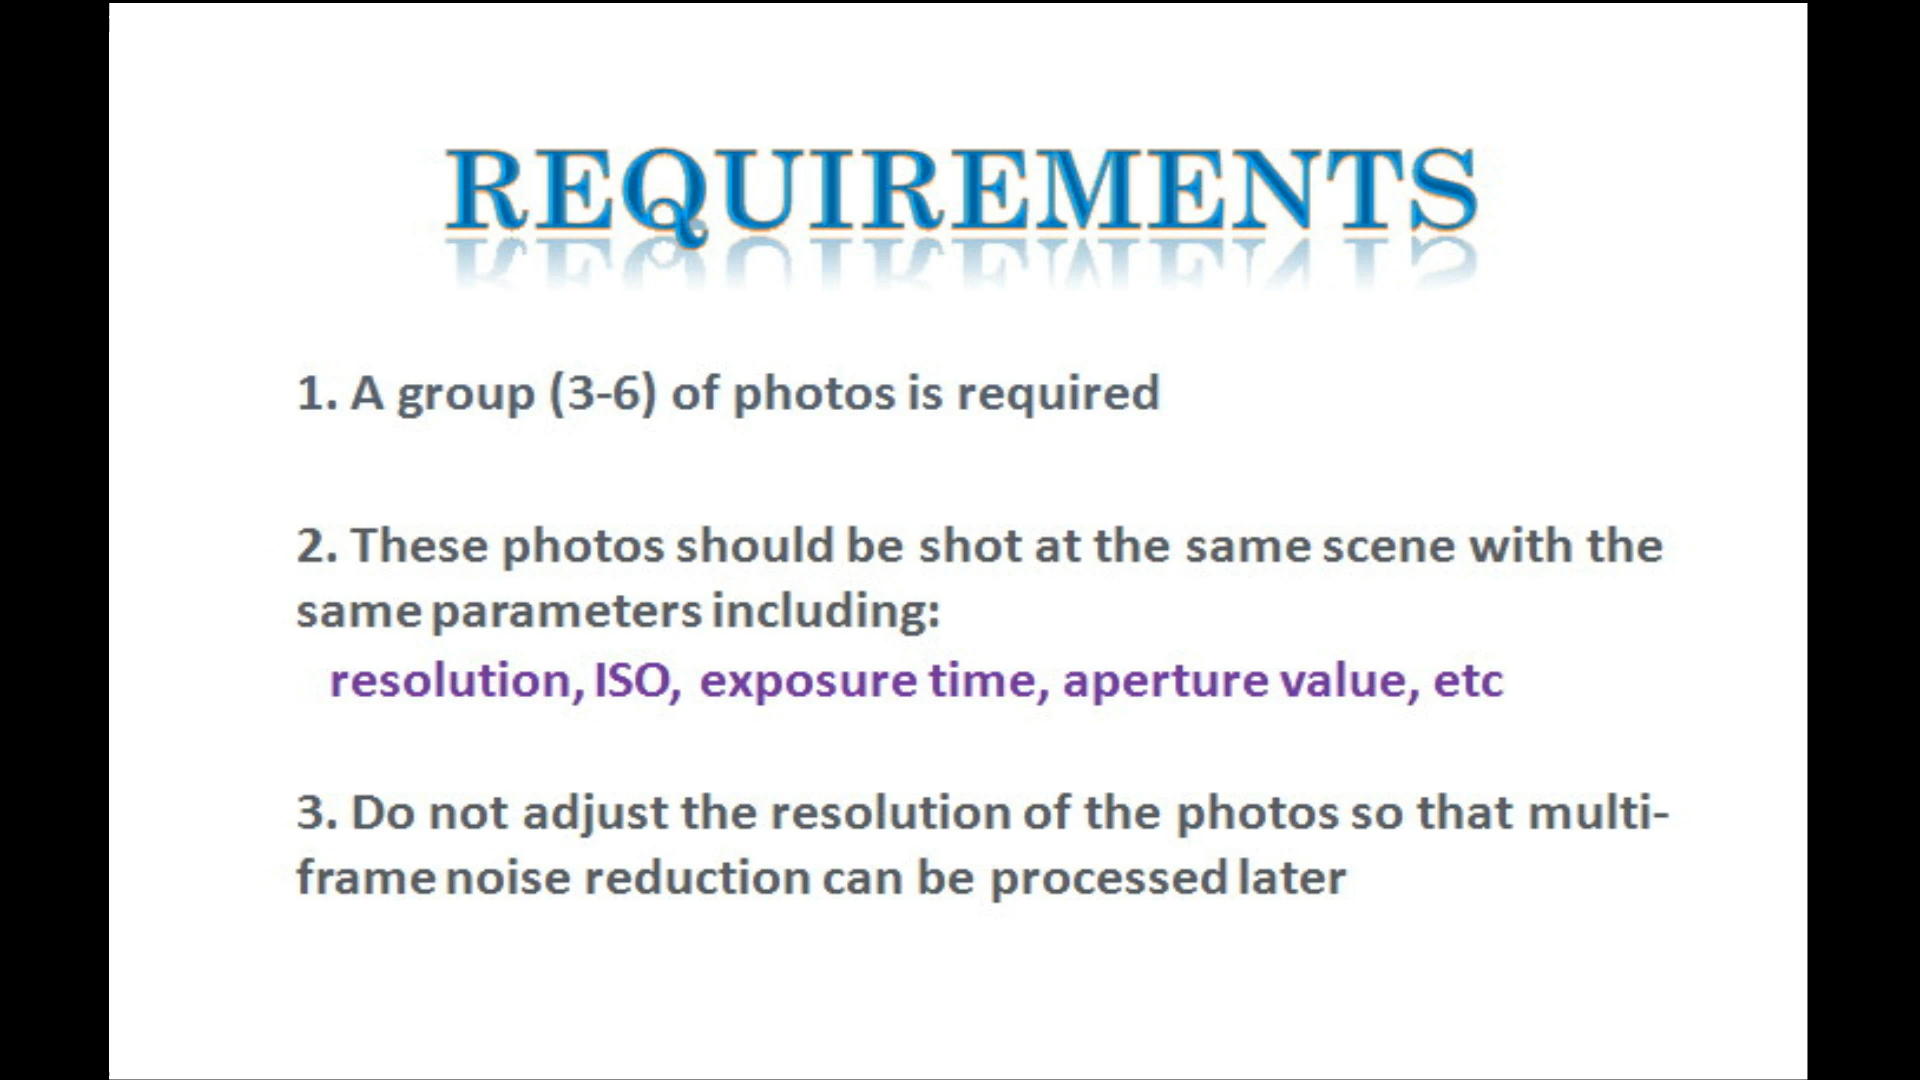 REQUIREMENTS
1. A group (3-6) of photos is required
2. These photos should be shot at the same scene with the
same parameters including:
resolution, ISO, exposure time, aperture value, etc
3. Do not adjust the resolution of the photos so that multi-
frame noise reduction can be processed later